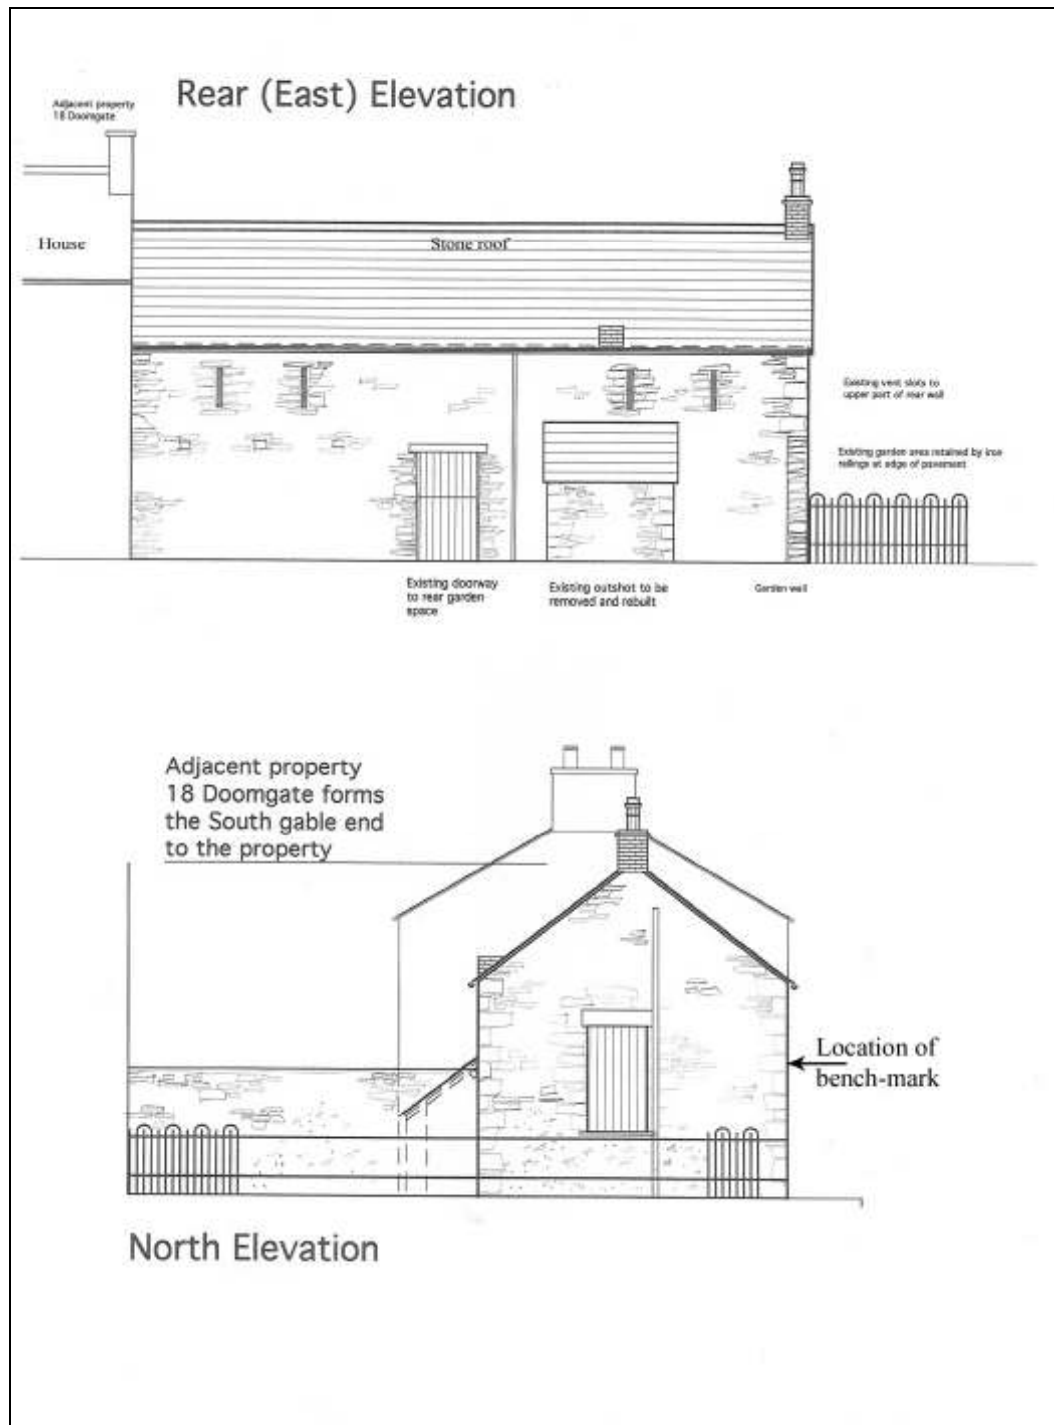 Rear (East) Elevation
Adjacent property
18 Doomgate
House
Stone roof
Existing vent slots to
upper part of rear wall
Existing garden area retained by iron
railings at edge of pavement
Existing doorway
to rear garden
space
Existing outshot to be
removed and rebuilt
Garden wall
Adjacent property
18 Doomgate forms
the South gable end
to the property
Location of
bench-mark
North Elevation